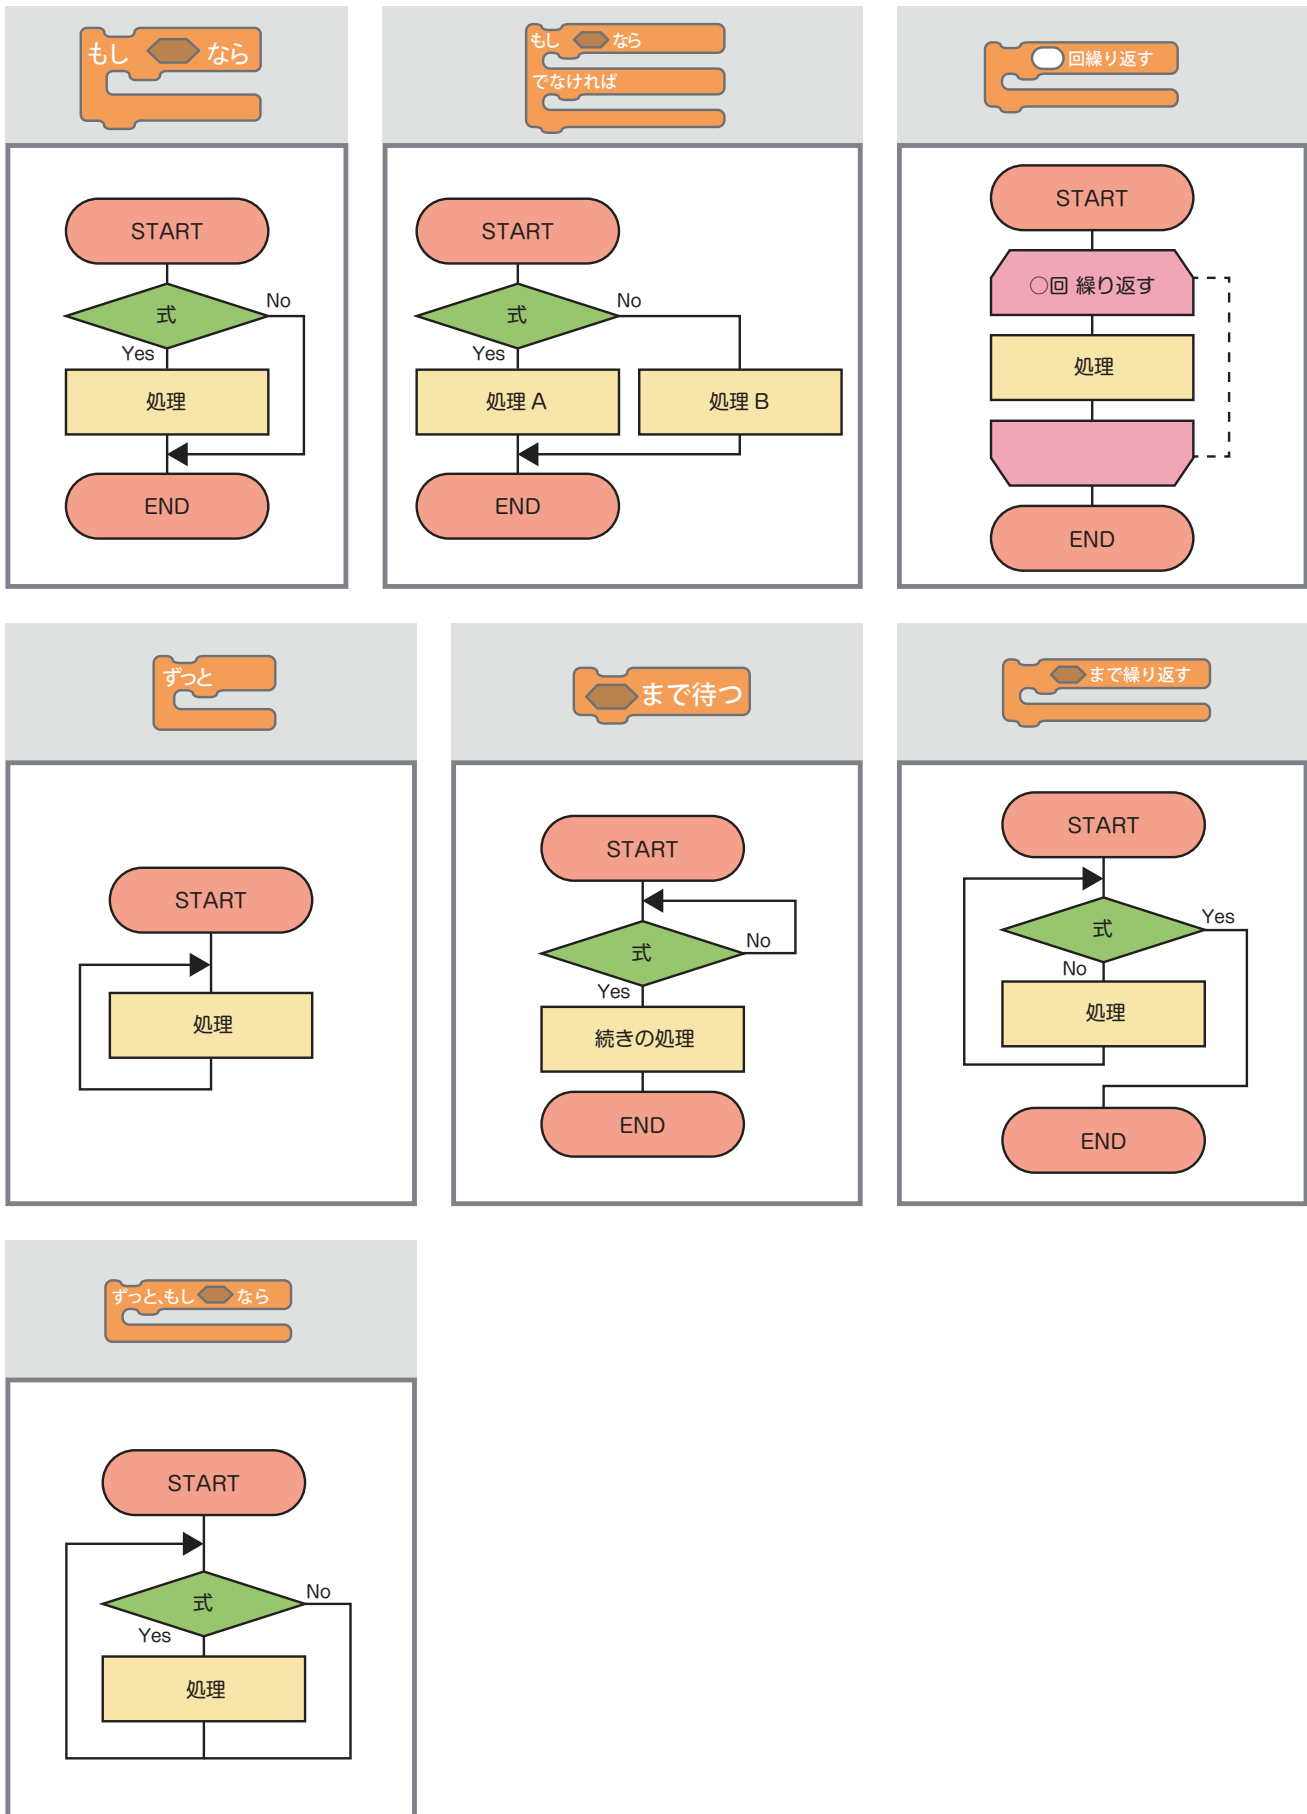 もし なら
START
式
No
Yes
処理
END
もし なら
でなければ
START
式
No
Yes
処理 A
処理 B
END
回繰り返す
START
○回 繰り返す
処理
END
ずっと
START
処理
まで待つ
START
式
No
Yes
続きの処理
END
まで繰り返す
START
式
Yes
No
処理
END
ずっと、もし なら
START
式
No
Yes
処理